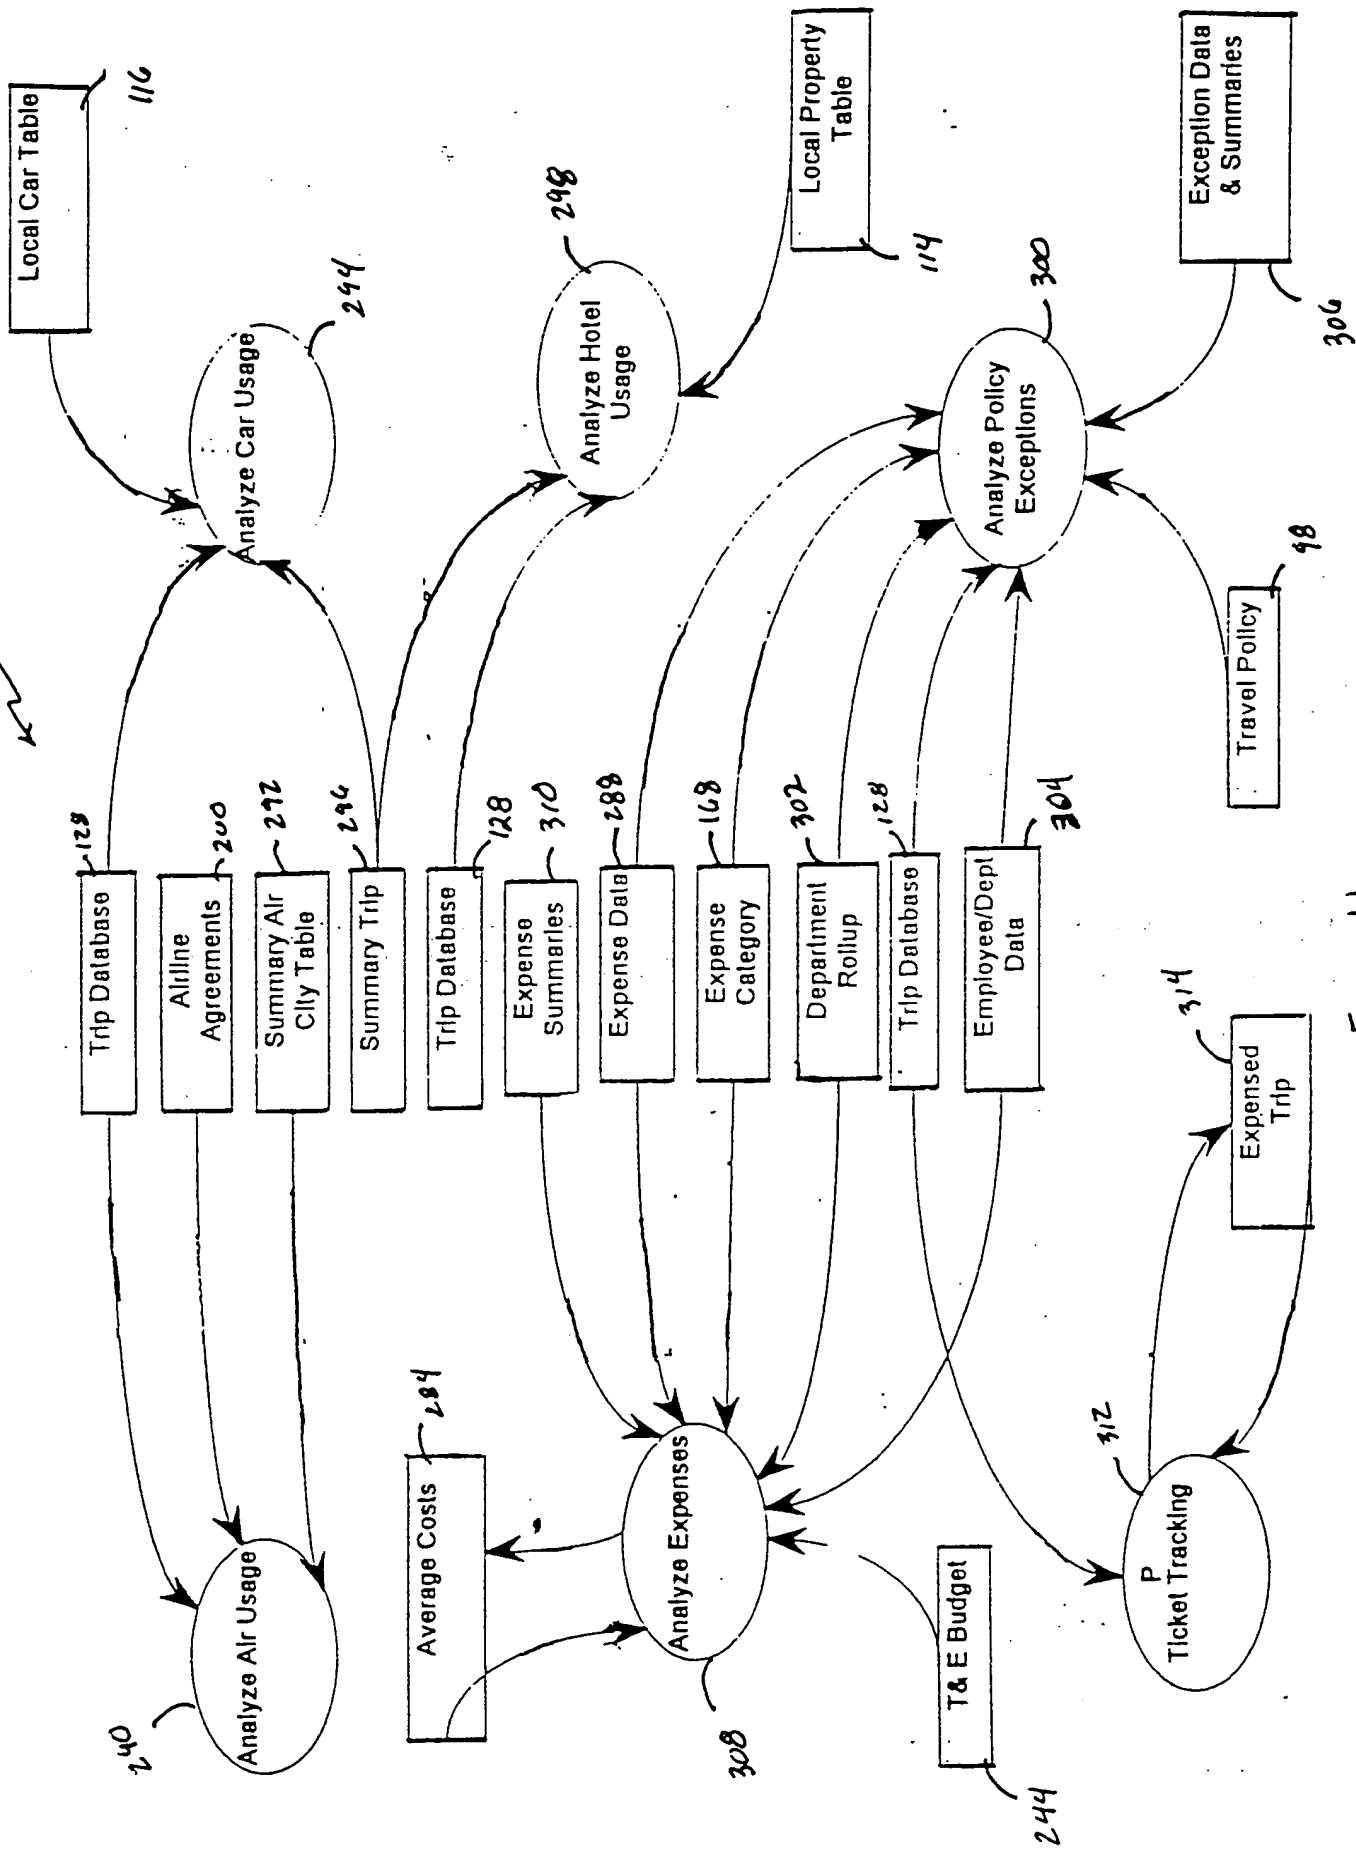 Local Car Table
116
Analyze Car Usage
294
Analyze Hotel
Usage
298
Local Property
Table
114
Analyze Policy
Exceptions
300
Exception Data
& Summaries
306
Travel Policy
98
Trip Database
128
Airline
Agreements
200
Summary Air
City Table
292
Summary Trip
296
Trip Database
128
Expense
Summaries
310
Expense Data
288
Expense
Category
168
Department
Rollup
302
Trip Database
128
Employee/Dept
Data
304
Expensed
Trip
314
Analyze Air Usage
240
Average Costs
284
Analyze Expenses
308
T& E Budget
244
P
Ticket Tracking
312